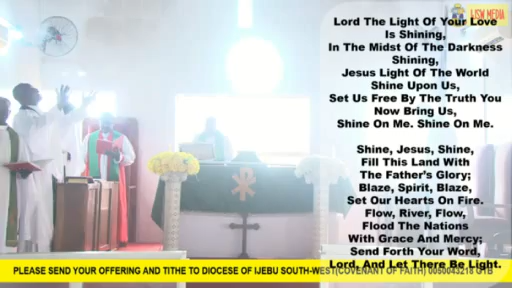 IJSW MEDIA
Lord The Light Of Your Love
Is Shining,
In The Midst Of The Darkness
Shining,
Jesus Light Of The World
Shine Upon Us,
Set Us Free By The Truth You
Now Bring Us,
Shine On Me. Shine On Me.
Shine, Jesus, Shine,
Fill This Land With
The Father's Glory;
Blaze, Spirit, Blaze,
Set Our Hearts On Fire.
Flow, River, Flow,
Flood The Nations
With Grace And Mercy;
Send Forth Your Word,
Lord, And Let There Be Light.
PLEASE SEND YOUR OFFERING AND TITHE TO DIOCESE OF IJEBU SOUTH-WEST(COVENANT OF FAITH) 0050043218 GTB